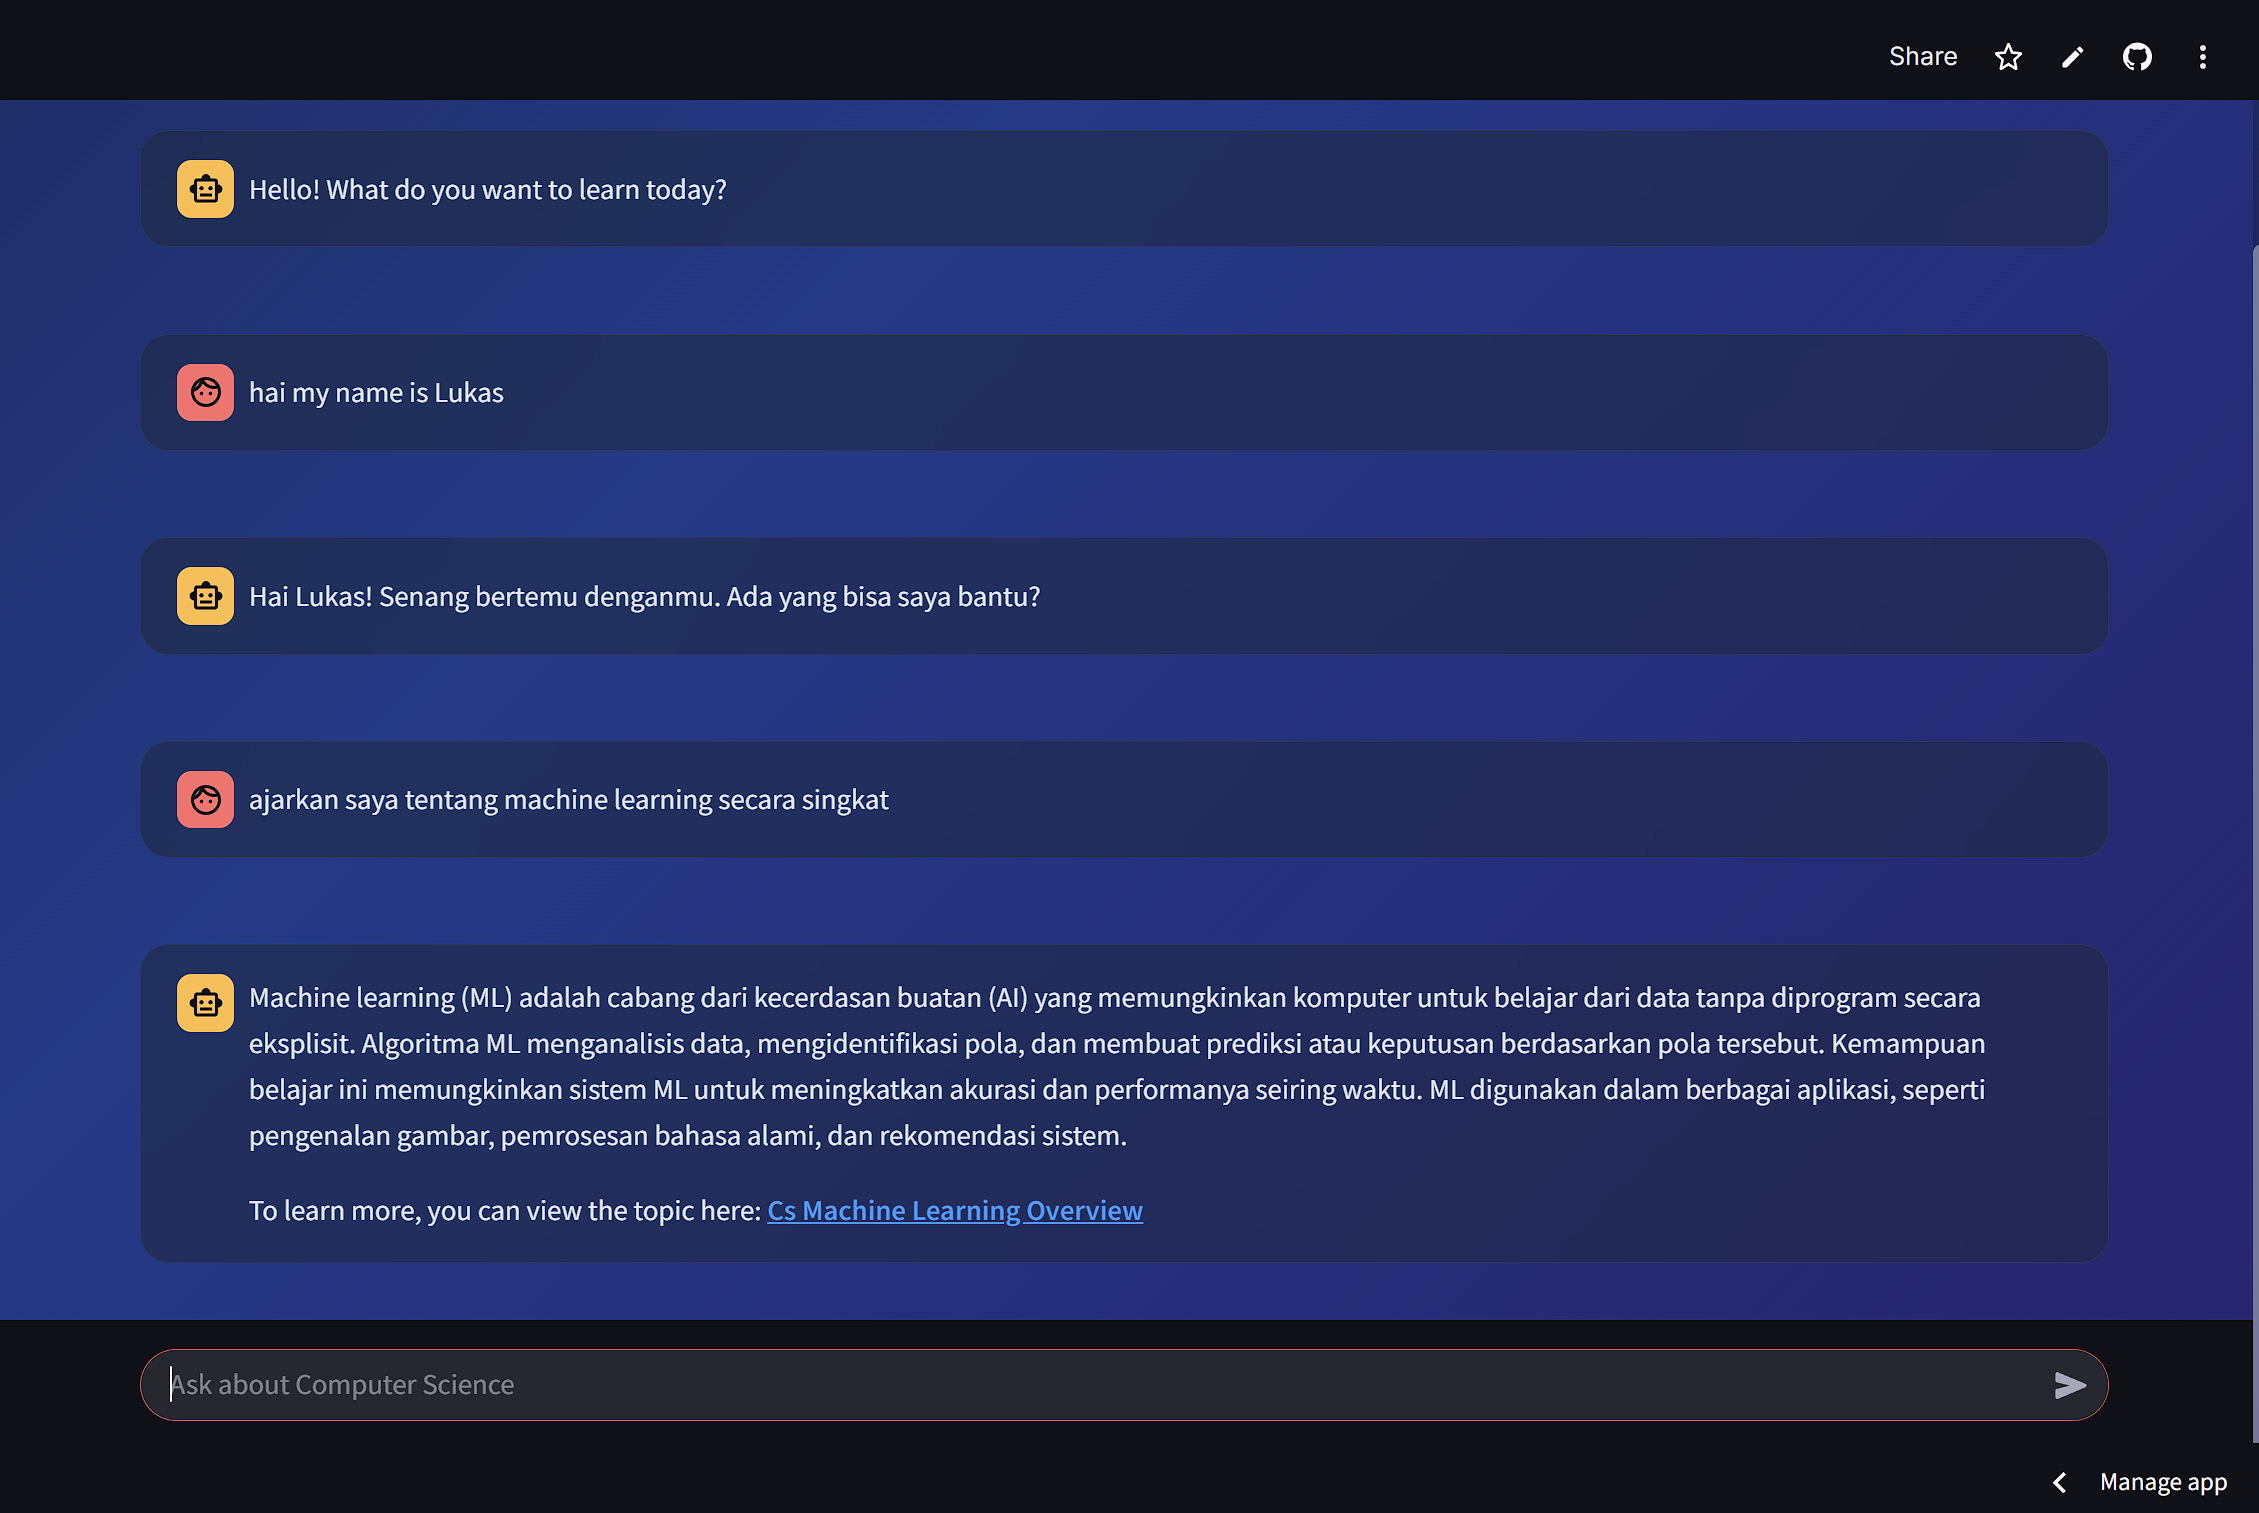 Share
Hello! What do you want to learn today?
hai my name is Lukas
Hai Lukas! Senang bertemu denganmu. Ada yang bisa saya bantu?
ajarkan saya tentang machine learning secara singkat
Machine learning (ML) adalah cabang dari kecerdasan buatan (AI) yang memungkinkan komputer untuk belajar dari data tanpa diprogram secara
eksplisit. Algoritma ML menganalisis data, mengidentifikasi pola, dan membuat prediksi atau keputusan berdasarkan pola tersebut. Kemampuan
belajar ini memungkinkan sistem ML untuk meningkatkan akurasi dan performanya seiring waktu. ML digunakan dalam berbagai aplikasi, seperti
pengenalan gambar, pemrosesan bahasa alami, dan rekomendasi sistem.
To learn more, you can view the topic here: Cs Machine Learning Overview
Ask about Computer Science
Manage app